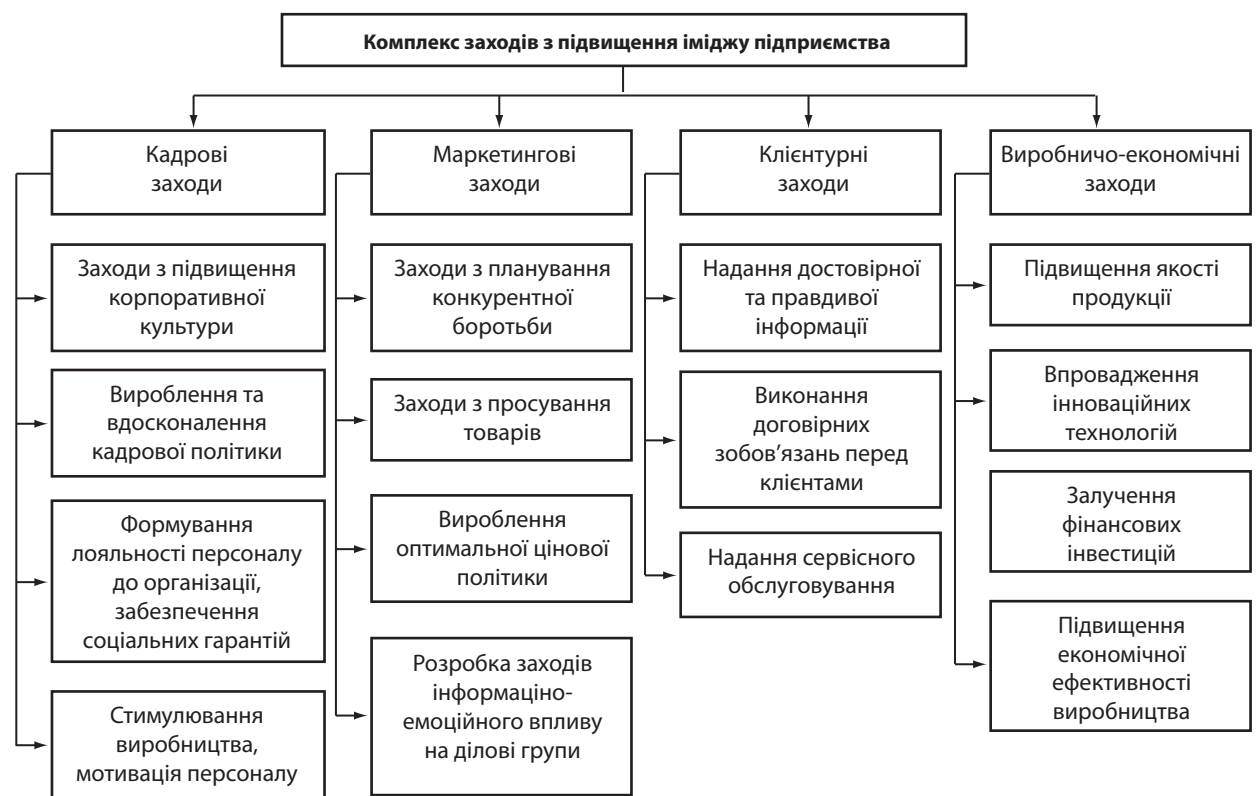 Комплекс заходів з підвищення іміджу підприємства
Кадрові
заходи
Заходи з підвищення
корпоративної
культури
Вироблення та
вдосконалення
кадрової політики
Формування
лояльності персоналу
до організації,
забезпечення
соціальних гарантій
Стимулювання
виробництва,
мотивація персоналу
Маркетингові
заходи
Заходи з планування
конкурентної
боротьби
Заходи з просування
товарів
Вироблення
оптимальної цінової
політики
Розробка заходів
інформаціно-
емоційного впливу
на ділові групи
Клієнтурні
заходи
Надання достовірної
та правдивої
інформації
Виконання
договірних
зобов’язань перед
клієнтами
Надання сервісного
обслуговування
Виробничо-економічні
заходи
Підвищення якості
продукції
Впровадження
інноваційних
технологій
Залучення
фінансових
інвестицій
Підвищення
економічної
ефективності
виробництва